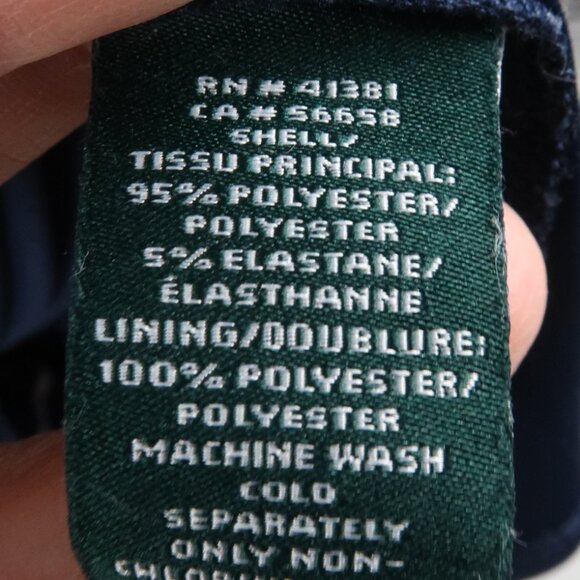 RN # 41381
CA # 56658
SHELL/
TISSU PRINCIPAL:
95% POLYESTER/
POLYESTER
5% ELASTANE/
ÉLASTHANNE
LINING/DOUBLURE:
100% POLYESTER/
POLYESTER
MACHINE WASH
COLD
SEPARATELY
ONLY NON-